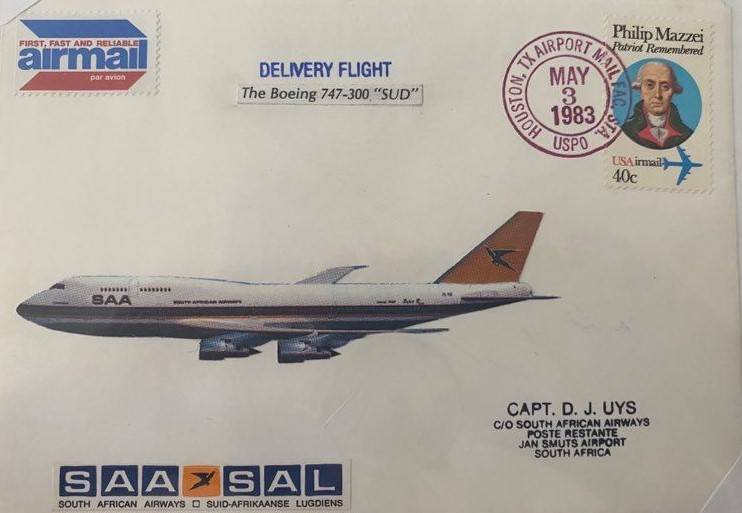 FIRST, FAST AND RELIABLE
airmail
par avion
DELIVERY FLIGHT
The Boeing 747-300 "SUD"
HOUSTON, TX AIRPORT MAIL FAC. STA.
MAY
3
1983
USPO
Philip Mazzei
Patriot Remembered
USAirmail
40c
SAA
SOUTH AFRICAN AIRWAYS
CAPT. D. J. UYS
C/O SOUTH AFRICAN AIRWAYS
POSTE RESTANTE
JAN SMUTS AIRPORT
SOUTH AFRICA
SAA SAL
SOUTH AFRICAN AIRWAYS SUID-AFRIKAANSE LUGDIENS